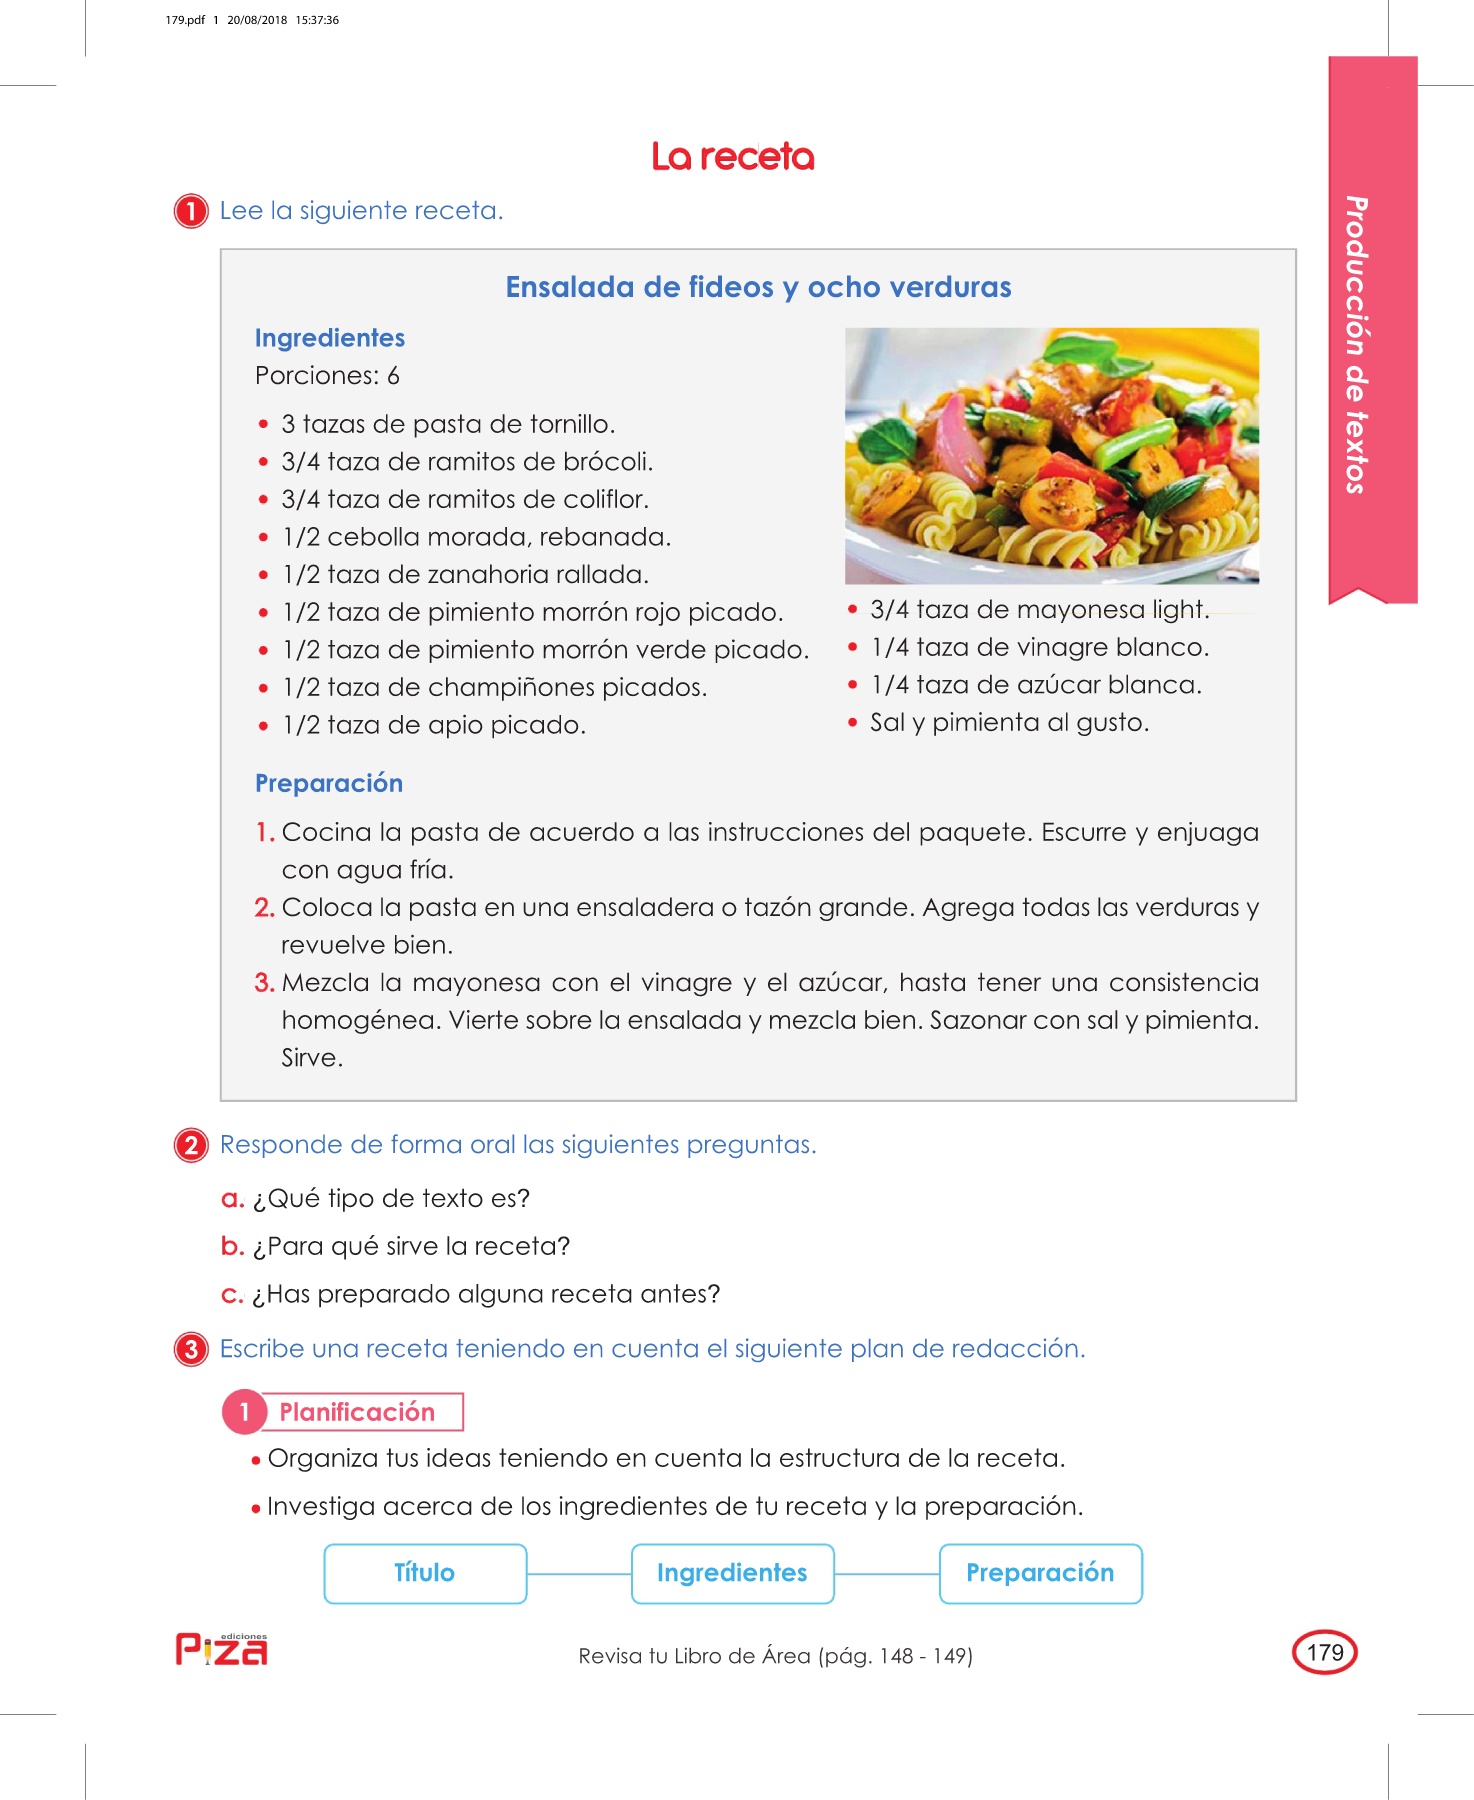 179.pdf 1 20/08/2018 15:37:36
La receta
1 Lee la siguiente receta.
Ensalada de fideos y ocho verduras
Ingredientes
Porciones: 6
• 3 tazas de pasta de tornillo.
• 3/4 taza de ramitos de brócoli.
• 3/4 taza de ramitos de coliflor.
• 1/2 cebolla morada, rebanada.
• 1/2 taza de zanahoria rallada.
• 1/2 taza de pimiento morrón rojo picado.
• 1/2 taza de pimiento morrón verde picado.
• 1/2 taza de champiñones picados.
• 1/2 taza de apio picado.
• 3/4 taza de mayonesa light.
• 1/4 taza de vinagre blanco.
• 1/4 taza de azúcar blanca.
• Sal y pimienta al gusto.
Preparación
1. Cocina la pasta de acuerdo a las instrucciones del paquete. Escurre y enjuaga
con agua fría.
2. Coloca la pasta en una ensaladera o tazón grande. Agrega todas las verduras y
revuelve bien.
3. Mezcla la mayonesa con el vinagre y el azúcar, hasta tener una consistencia
homogénea. Vierte sobre la ensalada y mezcla bien. Sazonar con sal y pimienta.
Sirve.
2 Responde de forma oral las siguientes preguntas.
a. ¿Qué tipo de texto es?
b. ¿Para qué sirve la receta?
c. ¿Has preparado alguna receta antes?
3 Escribe una receta teniendo en cuenta el siguiente plan de redacción.
1 Planificación
• Organiza tus ideas teniendo en cuenta la estructura de la receta.
• Investiga acerca de los ingredientes de tu receta y la preparación.
Título
Ingredientes
Preparación
ediciones
Piza
Revisa tu Libro de Área (pág. 148 - 149)
179
Producción de textos